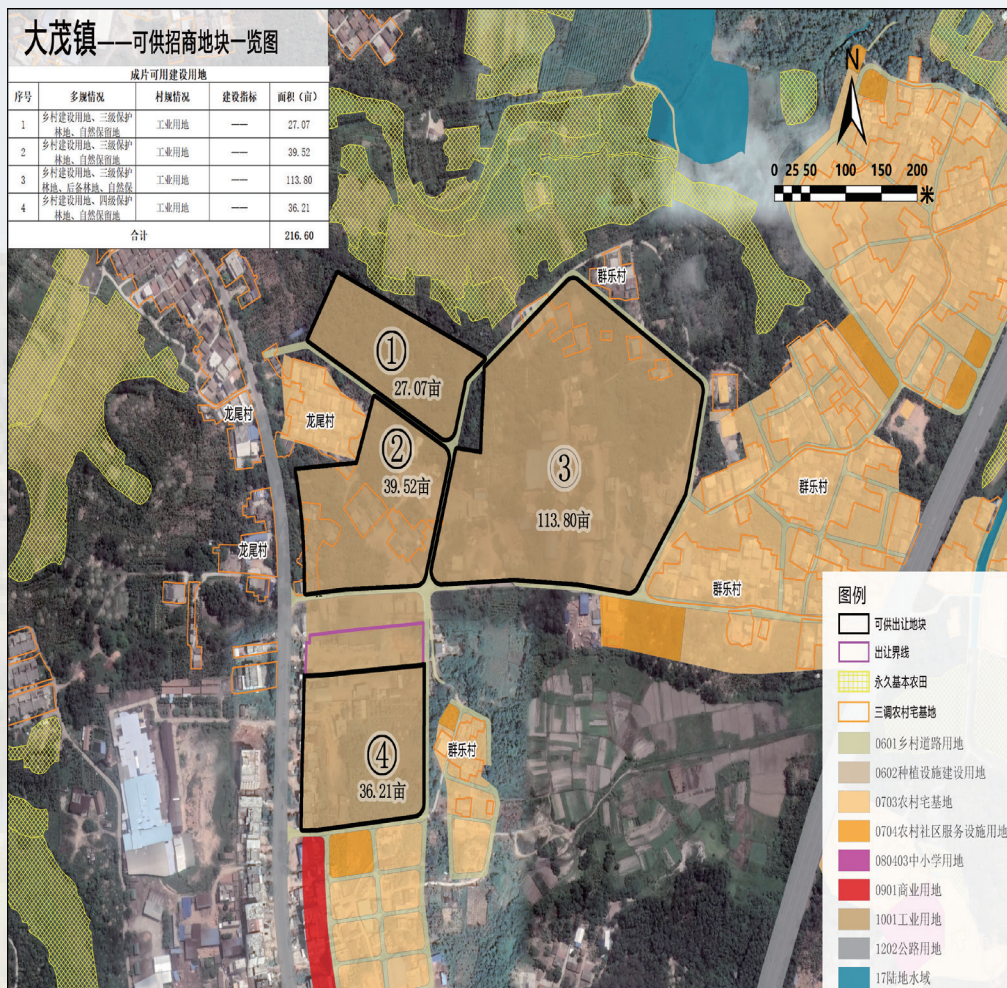 大茂镇——可供招商地块一览图
成片可用建设用地
序号 多规情况 村规情况 建设指标 面积（亩）
1 乡村建设用地、三级保护林地、自然保留地 工业用地 —— 27.07
2 乡村建设用地、三级保护林地、自然保留地 工业用地 —— 39.52
3 乡村建设用地、三级保护林地、后备林地、自然保 工业用地 —— 113.80
4 乡村建设用地、四级保护林地、自然保留地 工业用地 —— 36.21
合计 216.60
N
0 25 50 100 150 200
米
群乐村
①
27.07亩
龙尾村
龙尾村
②
39.52亩
③
113.80亩
群乐村
龙尾村
群乐村
群乐村
④
36.21亩
图例
可供出让地块
出让界线
永久基本农田
三调农村宅基地
0601乡村道路用地
0602种植设施建设用地
0703农村宅基地
0704农村社区服务设施用地
080403中小学用地
0901商业用地
1001工业用地
1202公路用地
17陆地水域